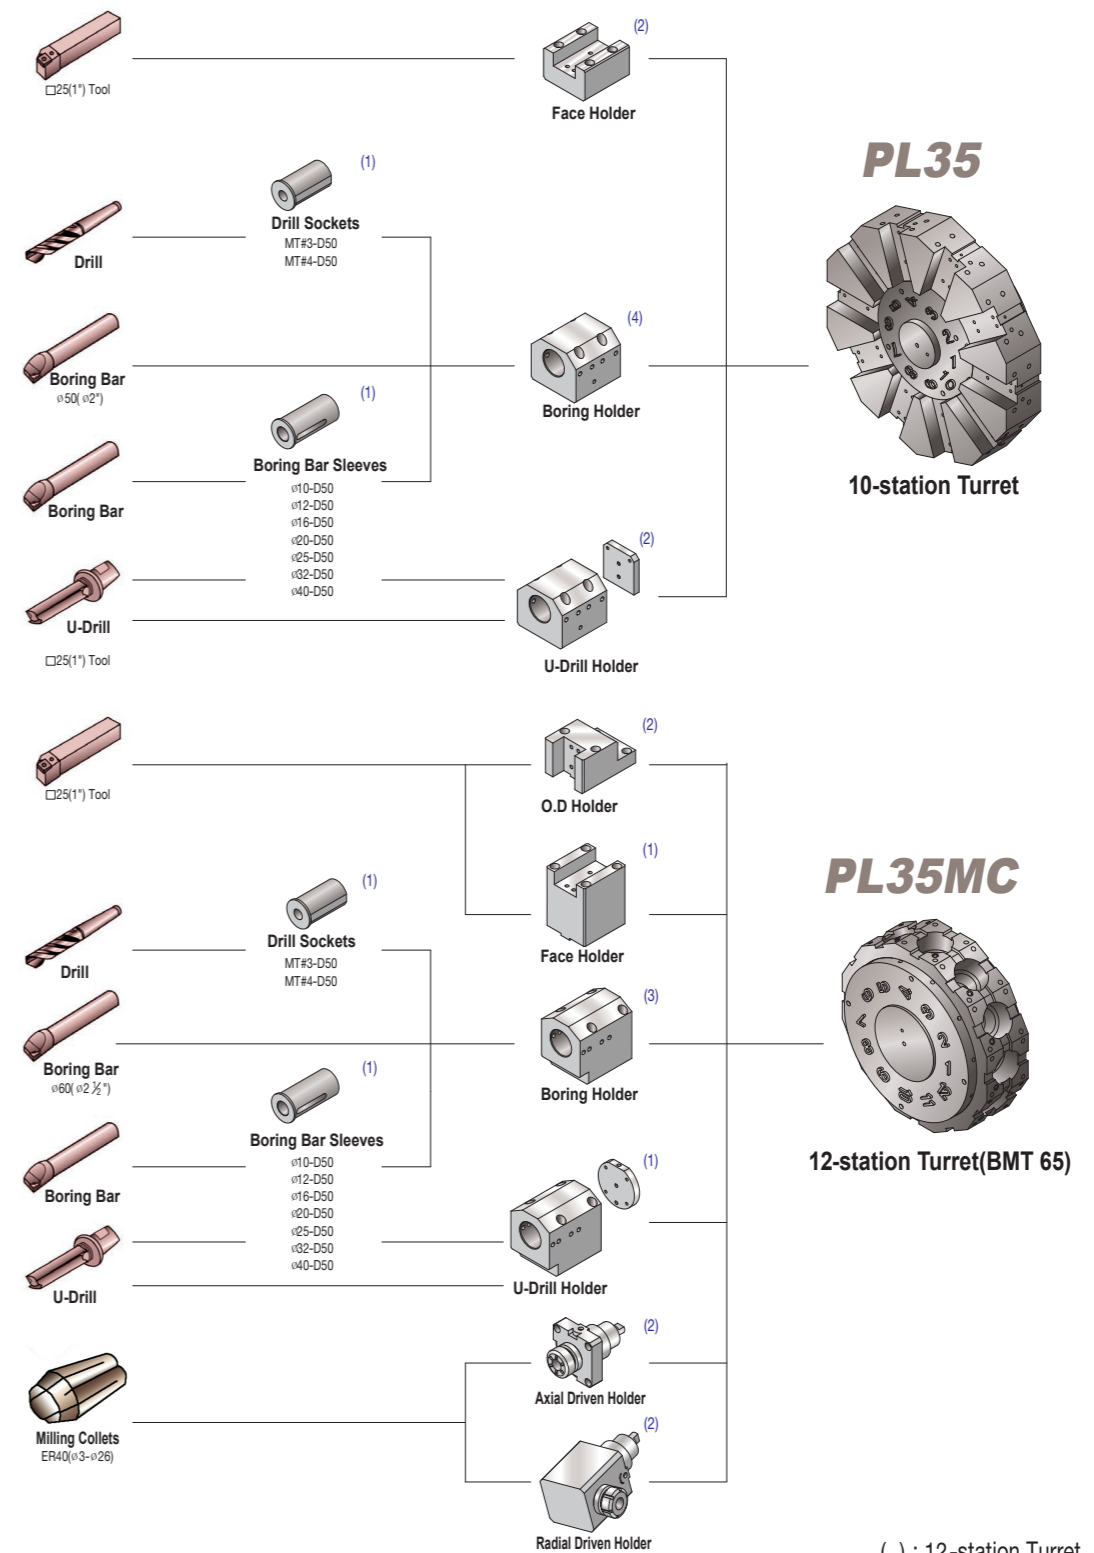 (2)
□25(1") Tool
Face Holder
PL35
(1)
Drill Sockets
MT#3-D50
MT#4-D50
Drill
(4)
Boring Holder
Boring Bar
ø50( ø2")
(1)
Boring Bar Sleeves
ø10-D50
ø12-D50
ø16-D50
ø20-D50
ø25-D50
ø32-D50
ø40-D50
Boring Bar
10-station Turret
(2)
U-Drill
U-Drill Holder
□25(1") Tool
(2)
□25(1") Tool
O.D Holder
(1)
Face Holder
PL35MC
(1)
Drill Sockets
MT#3-D50
MT#4-D50
Drill
(3)
Boring Holder
Boring Bar
ø60( ø2 ½")
(1)
Boring Bar Sleeves
ø10-D50
ø12-D50
ø16-D50
ø20-D50
ø25-D50
ø32-D50
ø40-D50
Boring Bar
12-station Turret(BMT 65)
(1)
U-Drill
U-Drill Holder
(2)
Axial Driven Holder
Milling Collets
ER40(ø3-ø26)
(2)
Radial Driven Holder
( ) : 12-station Turret